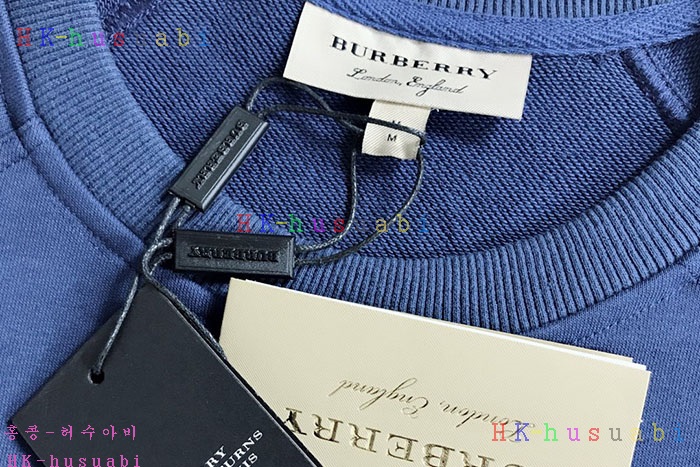 HK-husuabi
BURBERRY
London, England
M
M
BURBERRY
HK-husuabi
BURBERRY
London, England
BURBERRY
홍콩-허수아비
HK-husuabi
BURBERRY
HK husuabi